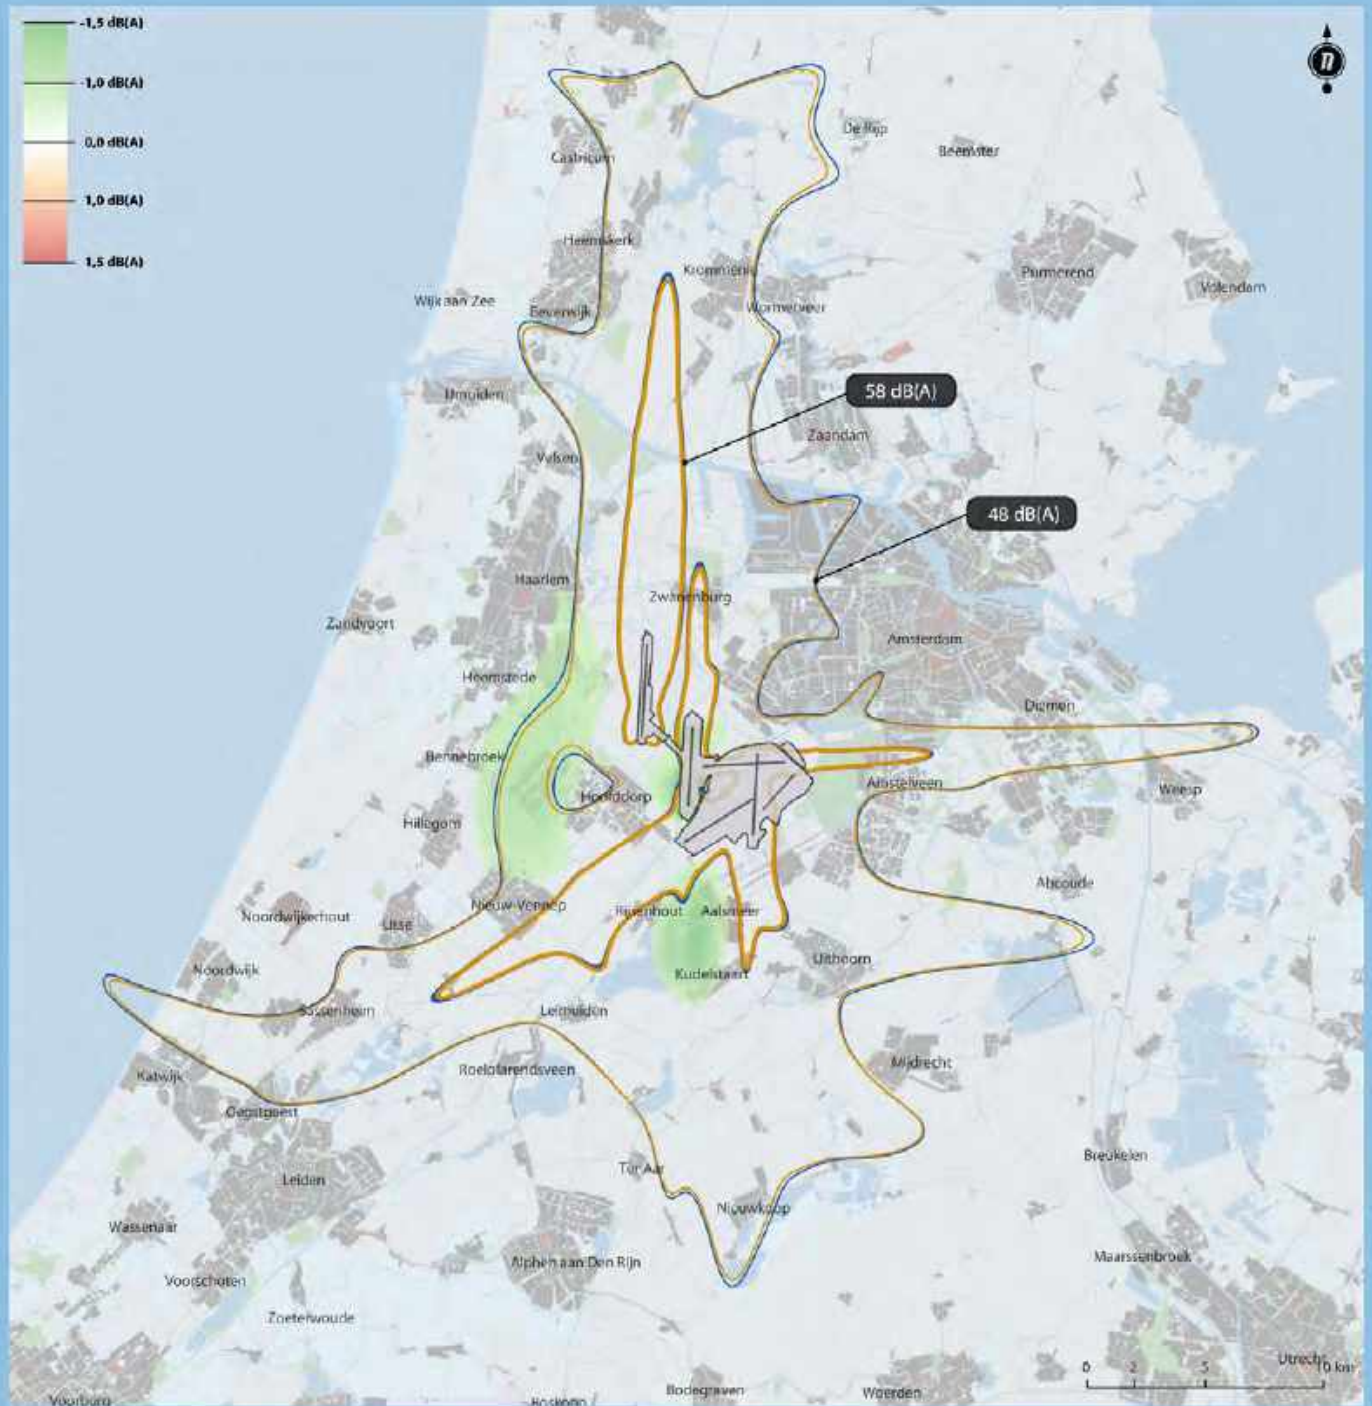 -1,5 dB(A)
-1,0 dB(A)
0,0 dB(A)
1,0 dB(A)
1,5 dB(A)
n
De Rijp
Beemster
Castricum
Heemskerk
Krommenie
Purmerend
Volendam
Wijk aan Zee
Beverwijk
Wormerveer
IJmuiden
58 dB(A)
Zaandam
Velsen
48 dB(A)
Haarlem
Zwanenburg
Zandvoort
Amsterdam
Heemstede
Diemen
Bennebroek
Amstelveen
Weesp
Hoofddorp
Hillegom
Abcoude
Nieuw-Vennep
Rijsenhout
Aalsmeer
Noordwijkerhout
Lisse
Uithoorn
Noordwijk
Kudelstaart
Sassenheim
Leimuiden
Mijdrecht
Roelofarendsveen
Katwijk
Oegstgeest
Breukelen
Ter Aar
Leiden
Nieuwkoop
Wassenaar
Maarssenbroek
Alphen aan Den Rijn
Voorschoten
Zoeterwoude
Utrecht
0 2 5 10 km
Bodegraven
Woerden
Voorburg
Boskoop